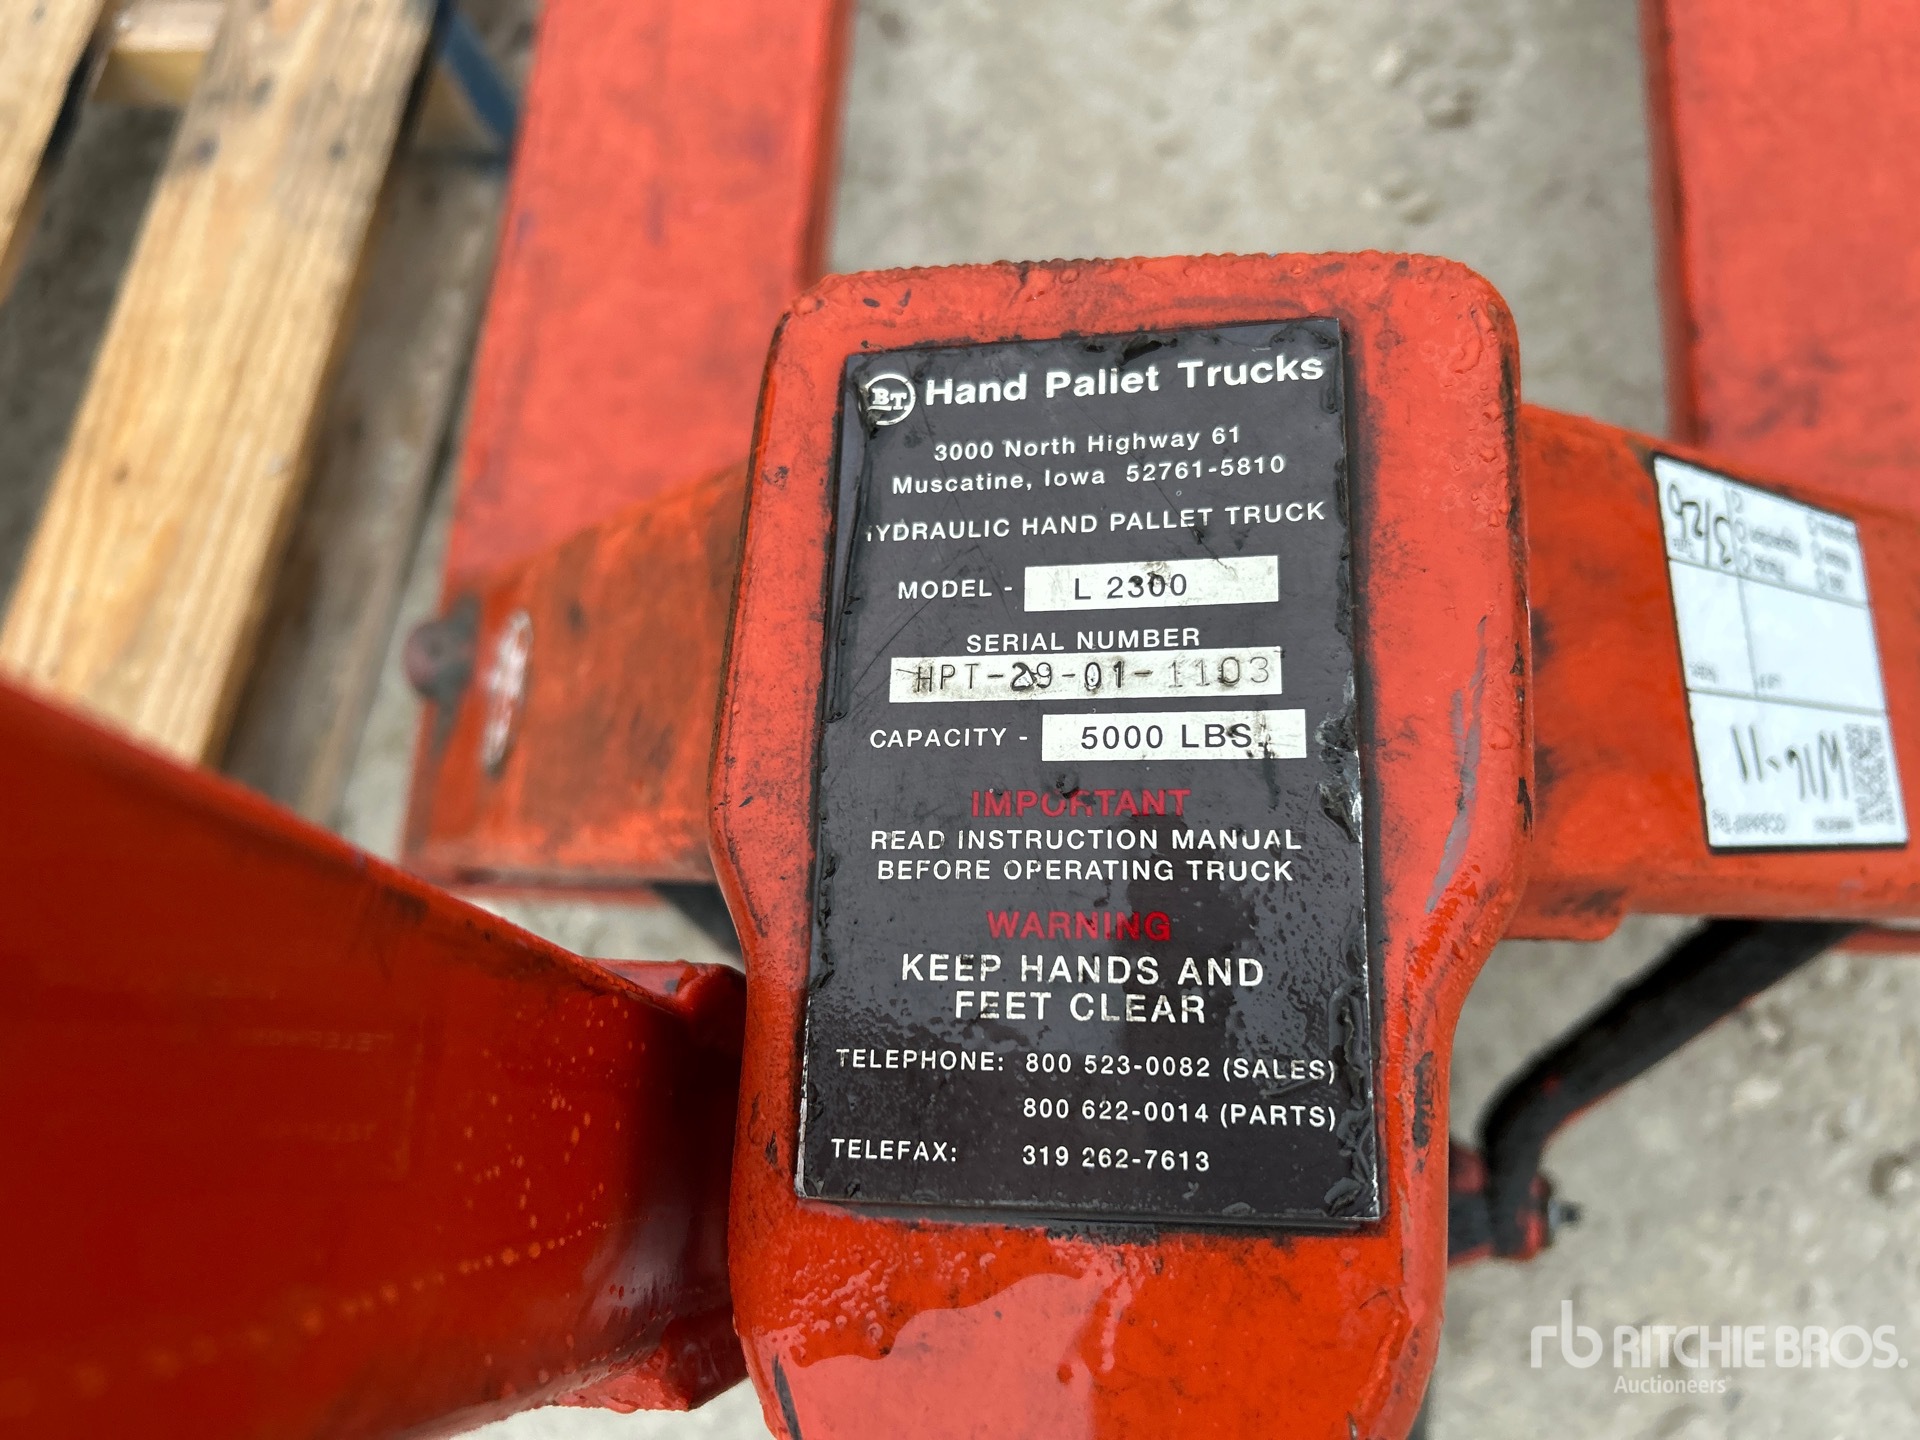 BT Hand Pallet Trucks
3000 North Highway 61
Muscatine, Iowa 52761-5810
HYDRAULIC HAND PALLET TRUCK
MODEL - L 2300
SERIAL NUMBER
HPT-29-01-1103
CAPACITY - 5000 LBS.
IMPORTANT
READ INSTRUCTION MANUAL
BEFORE OPERATING TRUCK
WARNING
KEEP HANDS AND
FEET CLEAR
TELEPHONE: 800 523-0082 (SALES)
800 622-0014 (PARTS)
TELEFAX: 319 262-7613
rb RITCHIE BROS.
Auctioneers